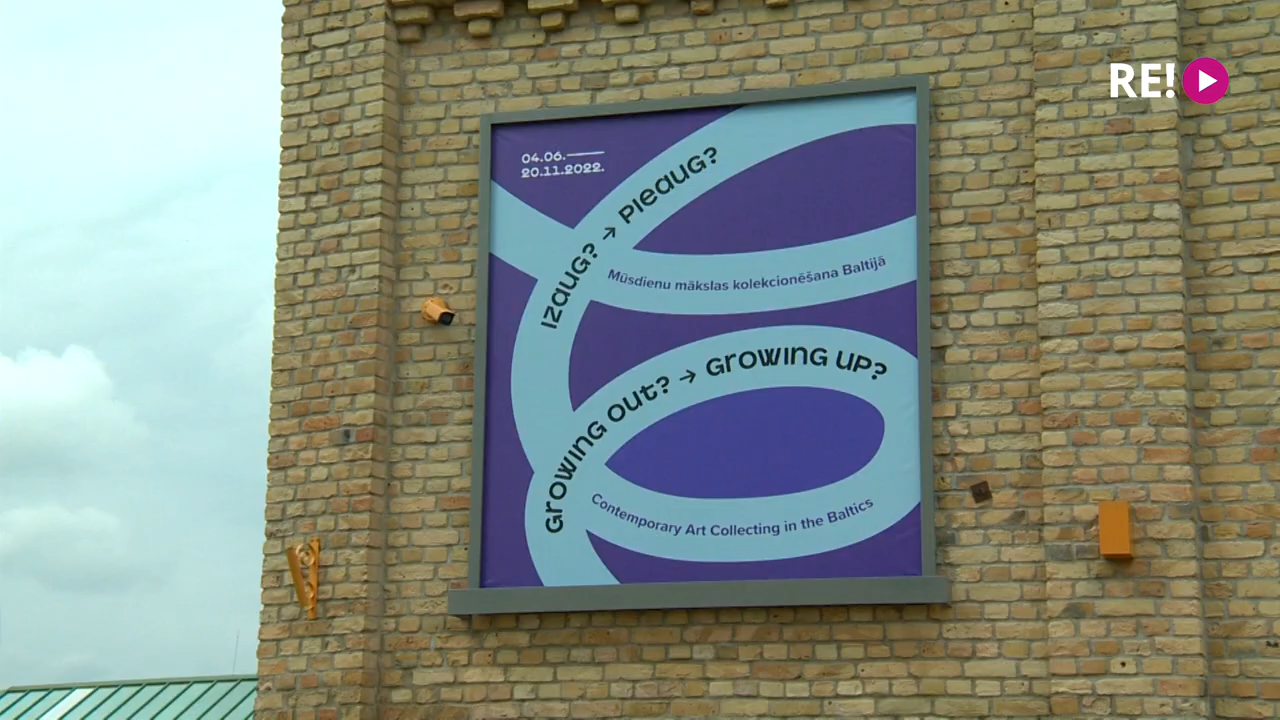 RE!
04.06.—
20.11.2022.
Izaug? → Pieaug?
Mūsdienu mākslas kolekcionēšana Baltijā
Growing out? → Growing up?
Contemporary Art Collecting in the Baltics